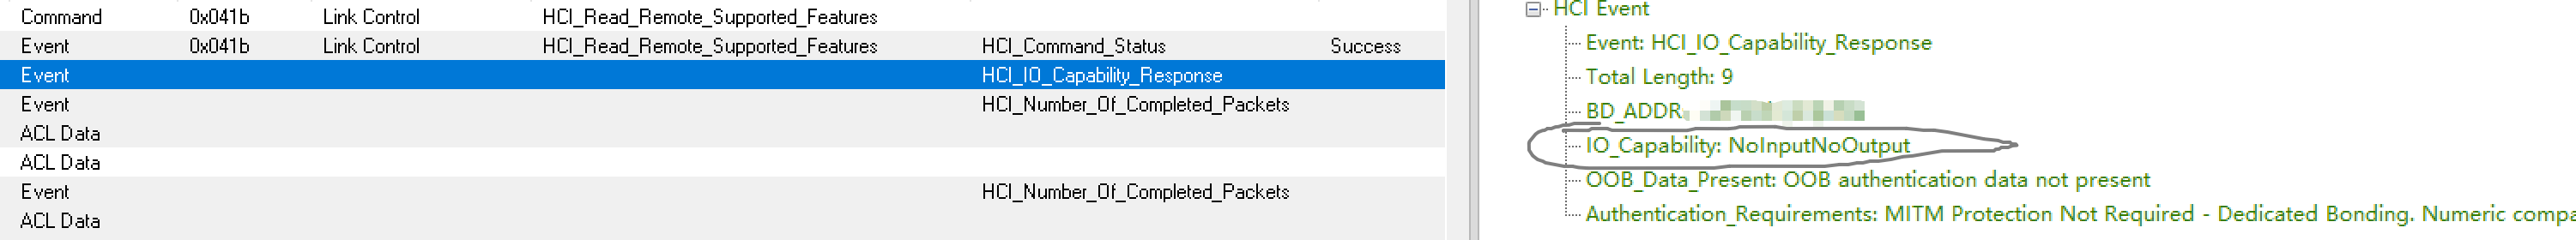 Command 0x041b Link Control HCI_Read_Remote_Supported_Features
Event 0x041b Link Control HCI_Read_Remote_Supported_Features HCI_Command_Status Success
Event HCI_IO_Capability_Response
Event HCI_Number_Of_Completed_Packets
ACL Data
ACL Data
Event HCI_Number_Of_Completed_Packets
ACL Data
HCI Event
Event: HCI_IO_Capability_Response
Total Length: 9
BD_ADDR:
IO_Capability: NoInputNoOutput
OOB_Data_Present: OOB authentication data not present
Authentication_Requirements: MITM Protection Not Required - Dedicated Bonding. Numeric compa